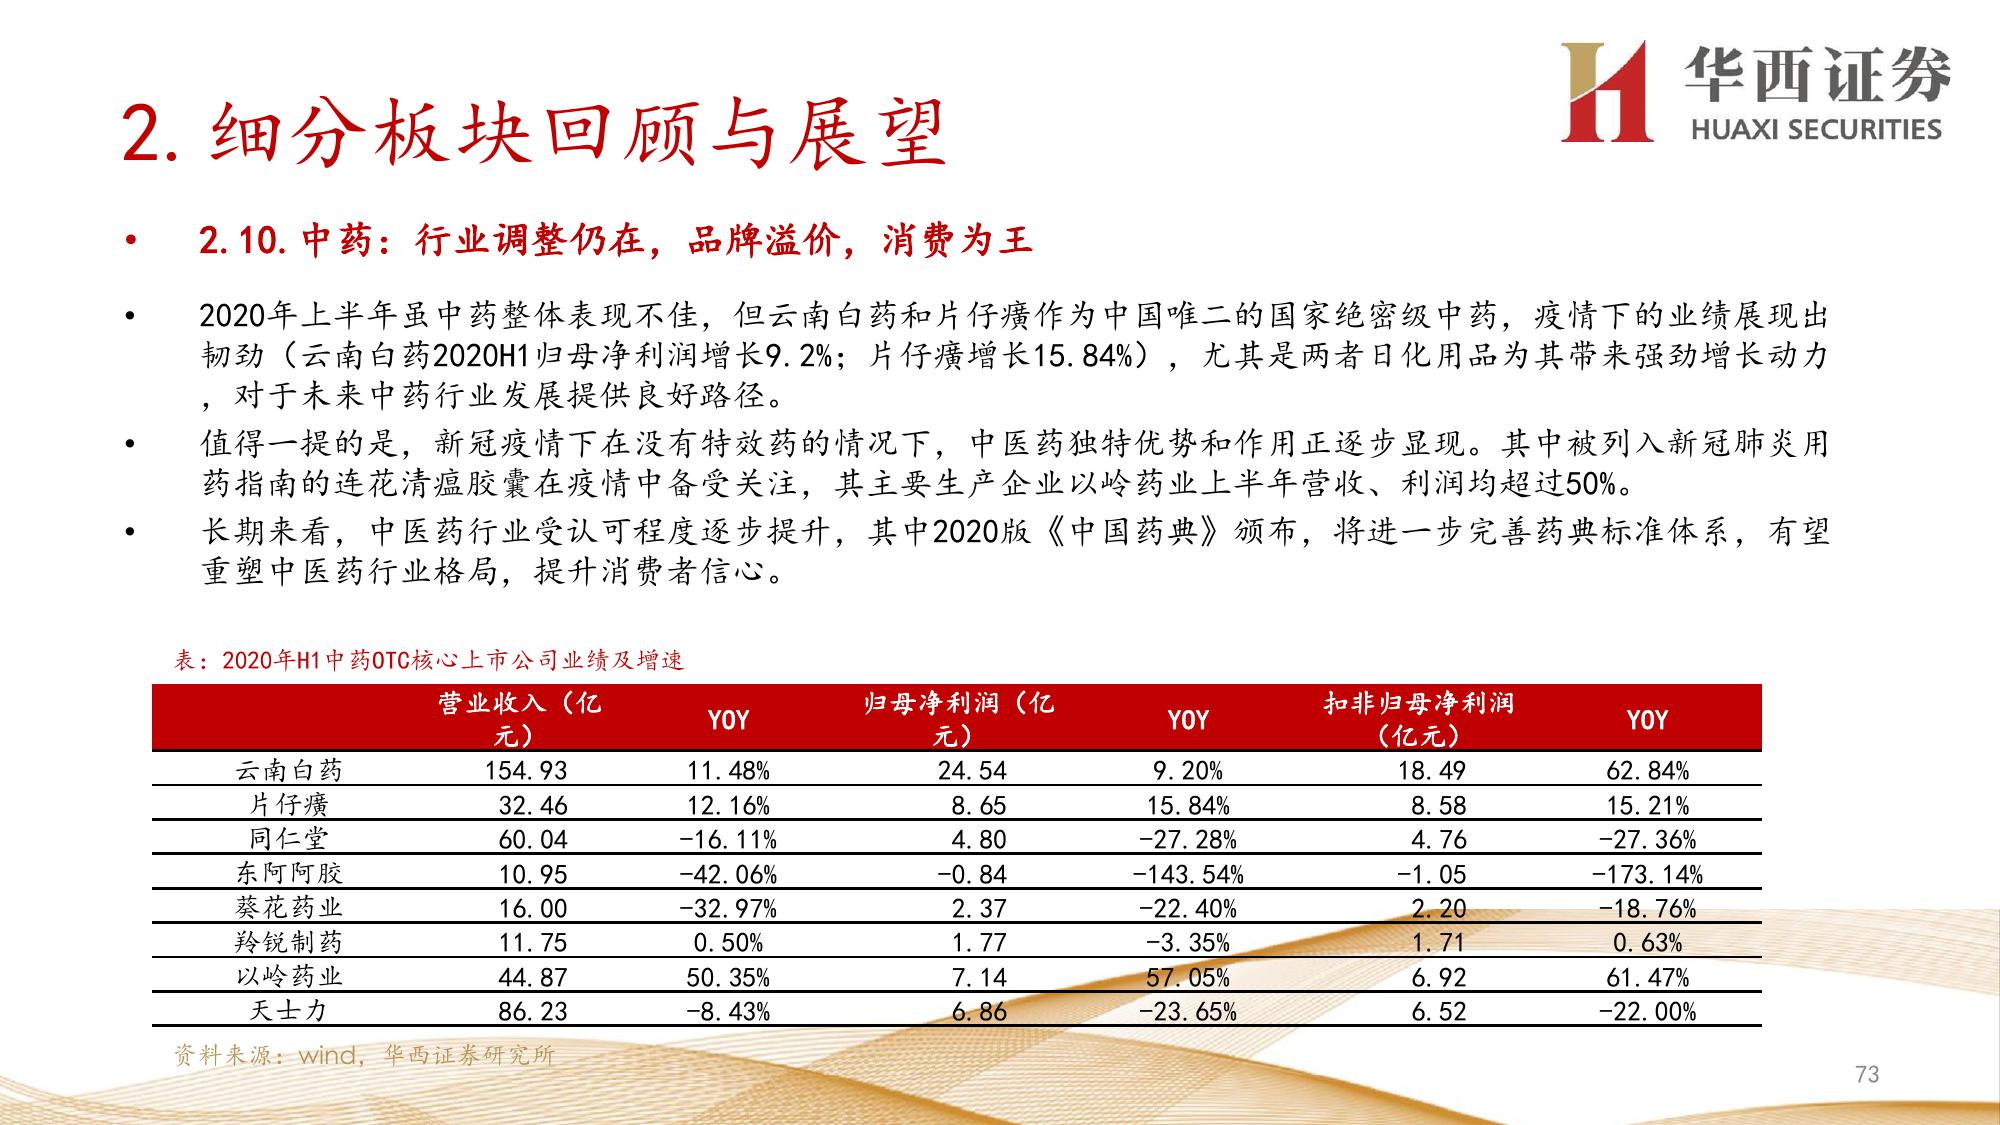 华西证券
HUAXI SECURITIES
2. 细分板块回顾与展望
• 2.10. 中药：行业调整仍在，品牌溢价，消费为王
• 2020年上半年虽中药整体表现不佳，但云南白药和片仔癀作为中国唯二的国家绝密级中药，疫情下的业绩展现出
韧劲（云南白药2020H1归母净利润增长9.2%；片仔癀增长15.84%），尤其是两者日化用品为其带来强劲增长动力
，对于未来中药行业发展提供良好路径。
• 值得一提的是，新冠疫情下在没有特效药的情况下，中医药独特优势和作用正逐步显现。其中被列入新冠肺炎用
药指南的连花清瘟胶囊在疫情中备受关注，其主要生产企业以岭药业上半年营收、利润均超过50%。
• 长期来看，中医药行业受认可程度逐步提升，其中2020版《中国药典》颁布，将进一步完善药典标准体系，有望
重塑中医药行业格局，提升消费者信心。
表：2020年H1中药OTC核心上市公司业绩及增速
营业收入（亿元） YOY 归母净利润（亿元） YOY 扣非归母净利润（亿元） YOY
云南白药 154.93 11.48% 24.54 9.20% 18.49 62.84%
片仔癀 32.46 12.16% 8.65 15.84% 8.58 15.21%
同仁堂 60.04 -16.11% 4.80 -27.28% 4.76 -27.36%
东阿阿胶 10.95 -42.06% -0.84 -143.54% -1.05 -173.14%
葵花药业 16.00 -32.97% 2.37 -22.40% 2.20 -18.76%
羚锐制药 11.75 0.50% 1.77 -3.35% 1.71 0.63%
以岭药业 44.87 50.35% 7.14 57.05% 6.92 61.47%
天士力 86.23 -8.43% 6.86 -23.65% 6.52 -22.00%
资料来源：wind，华西证券研究所
73